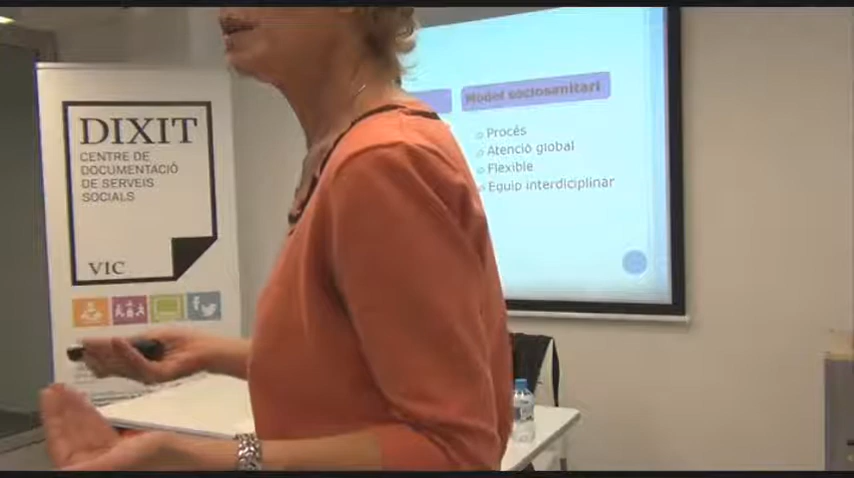 DIXIT
CENTRE DE
DOCUMENTACIÓ
DE SERVEIS
SOCIALS
VIC
Model sociosanitari
Procés
Atenció global
Flexible
Equip interdiciplinar